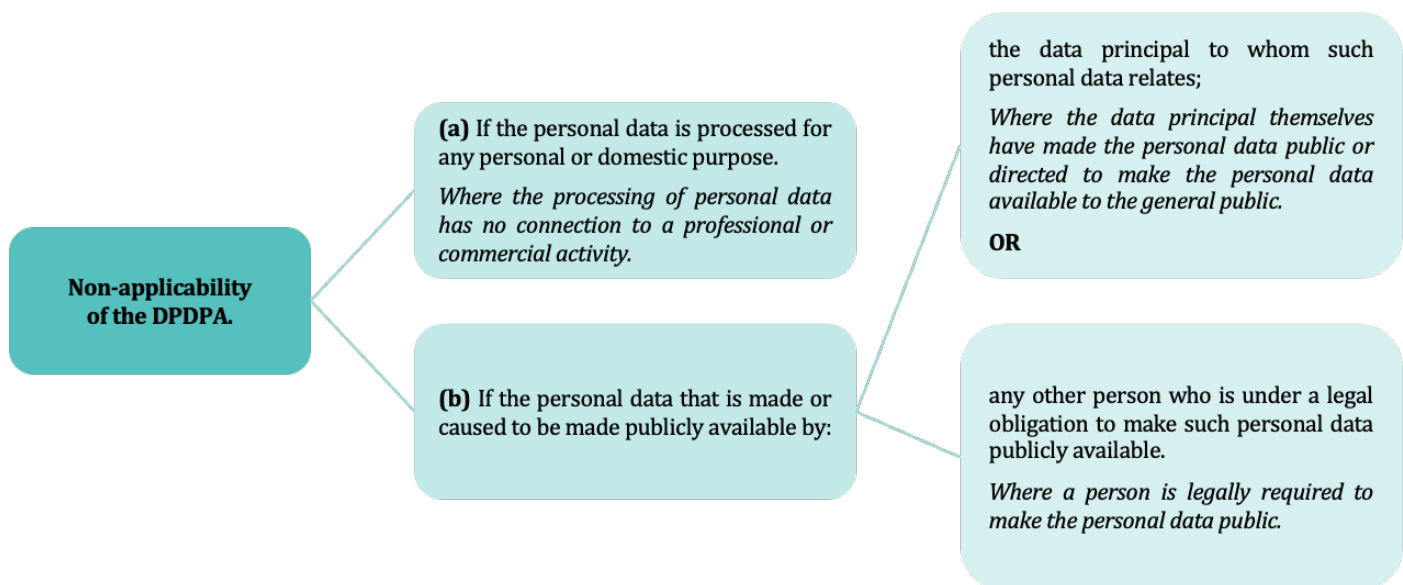 Non-applicability
of the DPDPA.
(a) If the personal data is processed for
any personal or domestic purpose.
Where the processing of personal data
has no connection to a professional or
commercial activity.
(b) If the personal data that is made or
caused to be made publicly available by:
the data principal to whom such
personal data relates;
Where the data principal themselves
have made the personal data public or
directed to make the personal data
available to the general public.
OR
any other person who is under a legal
obligation to make such personal data
publicly available.
Where a person is legally required to
make the personal data public.